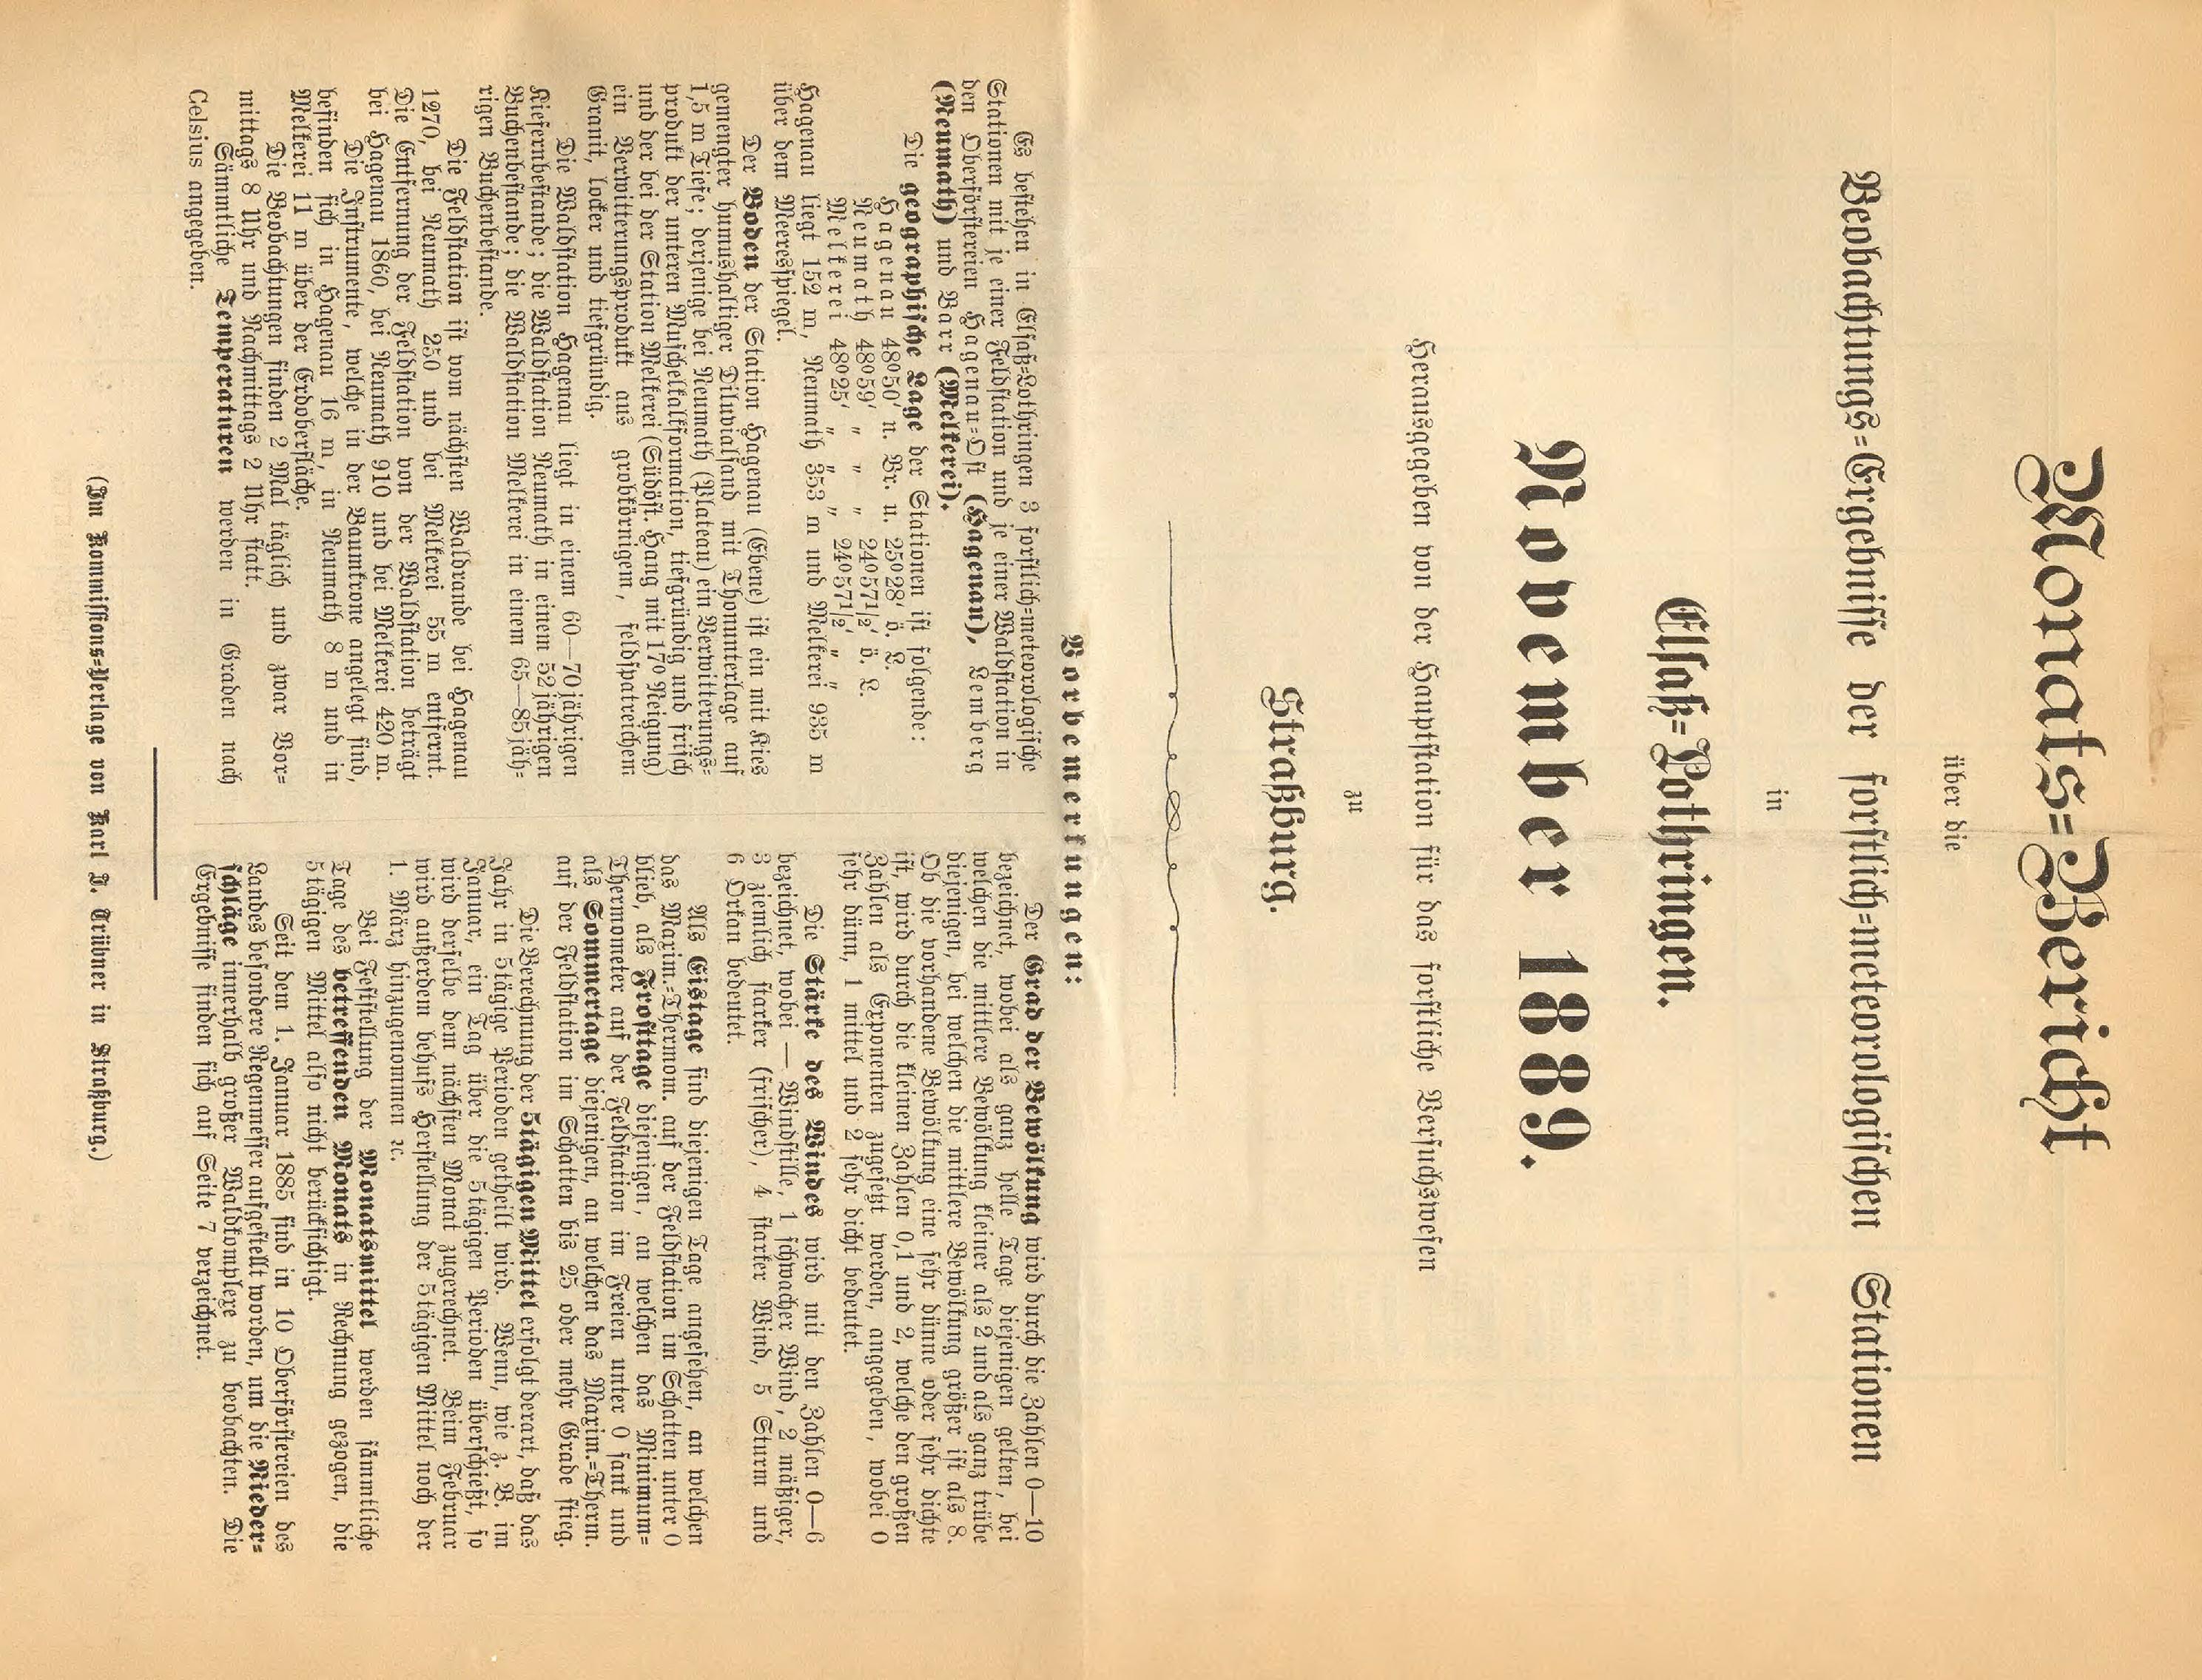 Monats=Bericht
über die
Beobachtungs=Ergebnisse der forstlich=meteorologischen Stationen
in
Elsaß=Lothringen.
November 1889.
Herausgegeben von der Hauptstation für das forstliche Versuchswesen
zu
Straßburg.
Vorbemerkungen:
Es bestehen in Elsaß=Lothringen 3 forstlich=meteorologische
Stationen mit je einer Feldstation und je einer Waldstation in
den Oberförstereien Hagenau=Ost (Hagenau), Lemberg
(Neumath) und Barr (Melkerei).
Die geographische Lage der Stationen ist folgende:
Hagenau 48°50′ n. Br. u. 25°28′ ö. L.
Neumath 48°59′ „ „ „ 24°57½′ ö. L.
Melkerei 48°25′ „ „ „ 24°57½′ „ „
Hagenau liegt 152 m, Neumath 353 m und Melkerei 935 m
über dem Meeresspiegel.
Der Boden der Station Hagenau (Ebene) ist ein mit Kies
gemengter humushaltiger Diluvialsand mit Thonunterlage auf
1,5 m Tiefe; derjenige bei Neumath (Plateau) ein Verwitterungs=
produkt der unteren Muschelkalkformation, tiefgründig und frisch
und der bei der Station Melkerei (Südöstl. Hang mit 17° Neigung)
ein Verwitterungsprodukt aus grobkörnigem, feldspatreichem
Granit, locker und tiefgründig.
Die Waldstation Hagenau liegt in einem 60—70jährigen
Kiefernbestande; die Waldstation Neumath in einem 52jährigen
Buchenbestande; die Waldstation Melkerei in einem 65—85jäh=
rigen Buchenbestande.
Die Feldstation ist vom nächsten Waldrande bei Hagenau
1270, bei Neumath 250 und bei Melkerei 55 m entfernt.
Die Entfernung der Feldstation von der Waldstation beträgt
bei Hagenau 1860, bei Neumath 910 und bei Melkerei 420 m.
Die Instrumente, welche in der Baumkrone angelegt sind,
befinden sich in Hagenau 16 m, in Neumath 8 m und in
Melkerei 11 m über der Erdoberfläche.
Die Beobachtungen finden 2 Mal täglich und zwar Vor=
mittags 8 Uhr und Nachmittags 2 Uhr statt.
Sämmtliche Temperaturen werden in Graden nach
Celsius angegeben.
Der Grad der Bewölkung wird durch die Zahlen 0—10
bezeichnet, wobei als ganz helle Tage diejenigen gelten, bei
welchen die mittlere Bewölkung kleiner als 2 und als ganz trübe
diejenigen, bei welchen die mittlere Bewölkung größer ist als 8.
Ob die vorhandene Bewölkung eine sehr dünne oder sehr dichte
ist, wird durch die kleinen Zahlen 0,1 und 2, welche den großen
Zahlen als Exponenten zugesetzt werden, angegeben, wobei 0
sehr dünn, 1 mittel und 2 sehr dicht bedeutet.
Die Stärke des Windes wird mit den Zahlen 0—6
bezeichnet, wobei — Windstille, 1 schwacher Wind, 2 mäßiger,
3 ziemlich starker (frischer), 4 starker Wind, 5 Sturm und
6 Orkan bedeutet.
Als Eistage sind diejenigen Tage angesehen, an welchen
das Maxim.=Thermom. auf der Feldstation im Schatten unter 0
blieb, als Frosttage diejenigen, an welchen das Minimum=
Thermometer auf der Feldstation im Freien unter 0 sank und
als Sommertage diejenigen, an welchen das Maxim.=Therm.
auf der Feldstation im Schatten bis 25 oder mehr Grade stieg.
Die Berechnung der 5tägigen Mittel erfolgt derart, daß das
Jahr in 5tägige Perioden getheilt wird. Wenn, wie z. B. im
Januar, ein Tag über die 5tägigen Perioden überschießt, so
wird derselbe dem nächsten Monat zugerechnet. Beim Februar
wird außerdem behufs Herstellung der 5tägigen Mittel noch der
1. März hinzugenommen ꝛc.
Bei Feststellung der Monatsmittel werden sämmtliche
Tage des betreffenden Monats in Rechnung gezogen, die
5tägigen Mittel also nicht berücksichtigt.
Seit dem 1. Januar 1885 sind in 10 Oberförstereien des
Landes besondere Regenmesser aufgestellt worden, um die Nieder=
schläge innerhalb großer Waldkomplexe zu beobachten. Die
Ergebnisse finden sich auf Seite 7 verzeichnet.
(Im Kommissions=Verlage von Karl J. Trübner in Straßburg.)